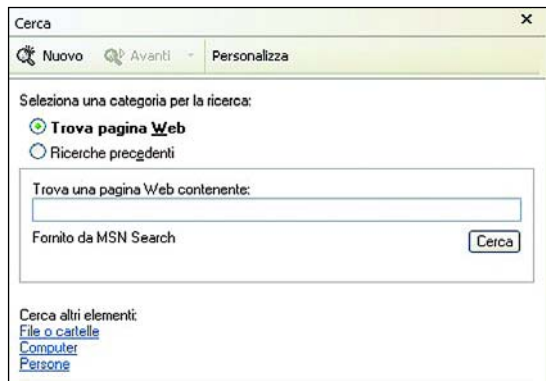 Cerca
Nuovo Avanti Personalizza
Seleziona una categoria per la ricerca:
Trova pagina Web
Ricerche precedenti
Trova una pagina Web contenente:
Fornito da MSN Search Cerca
Cerca altri elementi:
File o cartelle
Computer
Persone